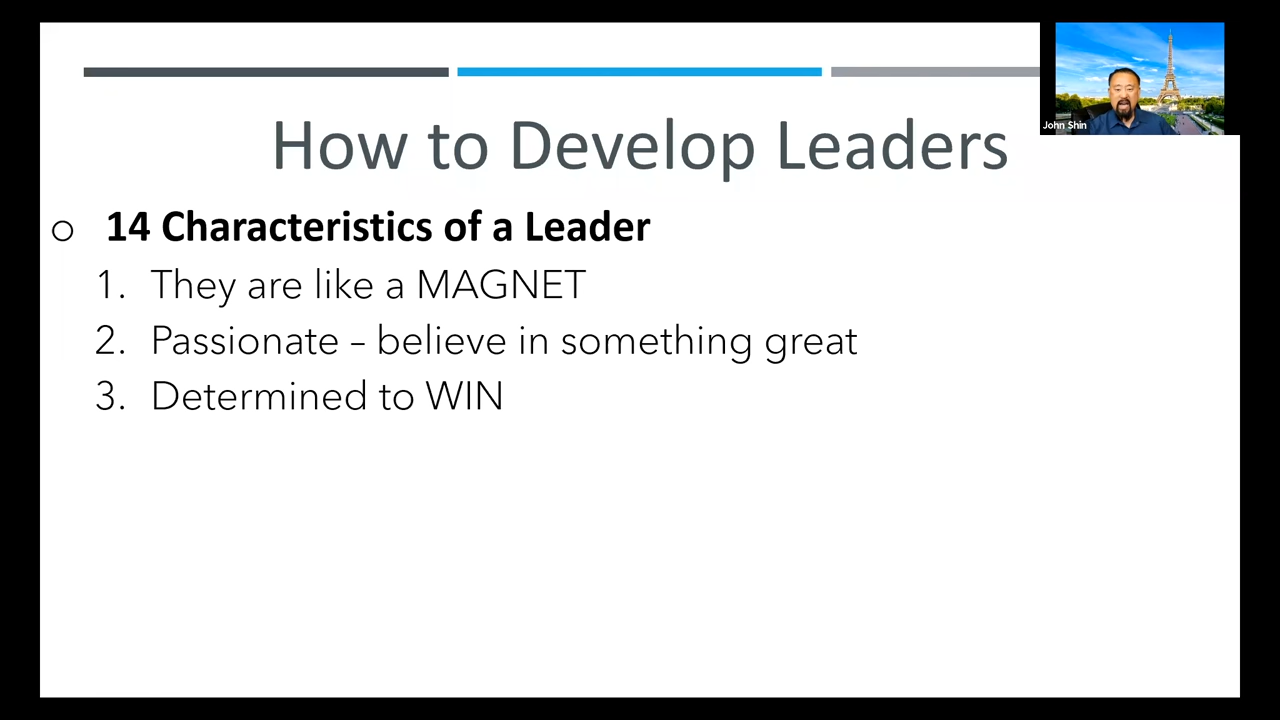 How to Develop Leaders
John Shin
o 14 Characteristics of a Leader
1. They are like a MAGNET
2. Passionate – believe in something great
3. Determined to WIN